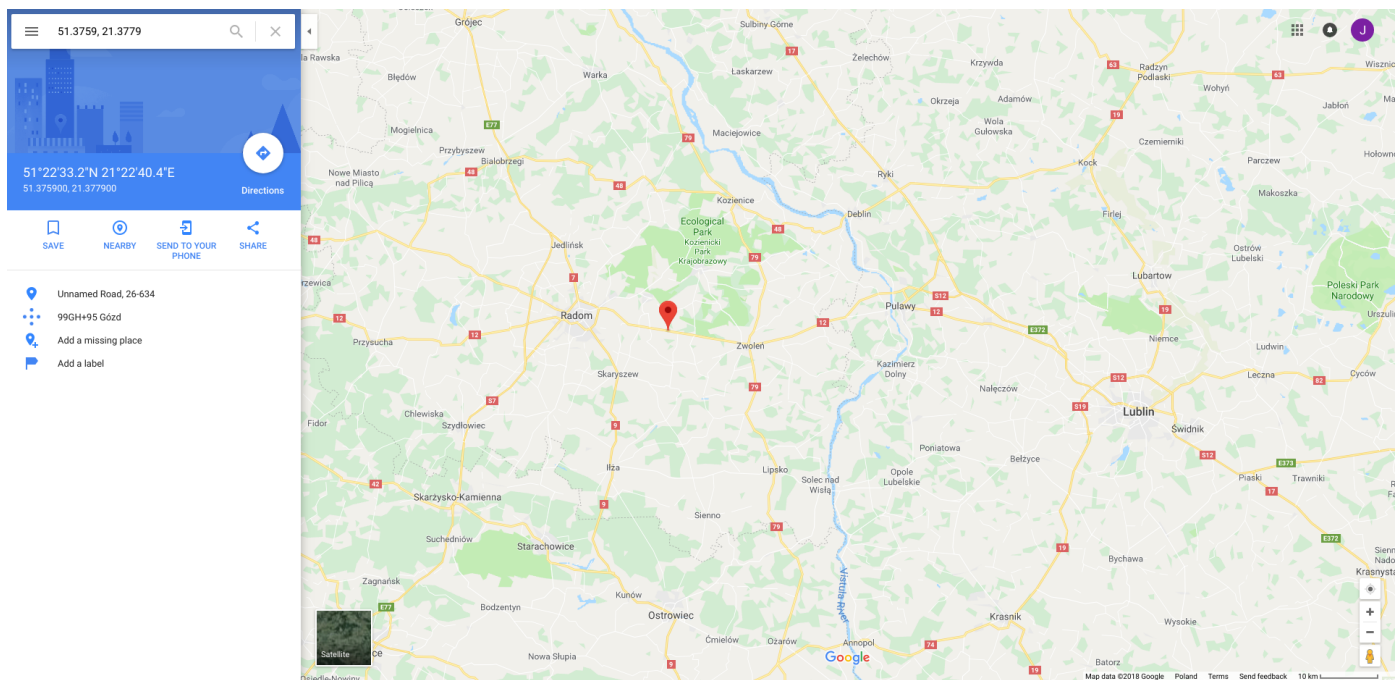 51.3759, 21.3779
51°22'33.2"N 21°22'40.4"E
51.375900, 21.377900
Directions
SAVE
NEARBY
SEND TO YOUR
PHONE
SHARE
Unnamed Road, 26-634
99GH+95 Gózd
Add a missing place
Add a label
Satellite
J
Grójec
Sulbiny Górne
17
Żelechów
Krzywda
63
Radzyn
Podlaski
63
Wohyń
Błędów
Warka
Laskarzew
Okrzeja
Adamów
Jabłoń
19
Wola
Gułowska
Mogielnica
E77
79
Maciejowice
Czemierniki
Przybyszew
Białobrzegi
48
Kock
Parczew
Nowe Miasto
nad Pilicą
48
Ryki
Makoszka
Kozienice
Dęblin
Firlej
Ecological
Park
Kozienicki
Park
Krajobrazowy
48
48
Jedlińsk
79
Ostrów
Lubelski
Lubartow
7
Poleski Park
Narodowy
S12
12
Radom
Pulawy
12
19
12
12
E372
Przysucha
Zwoleń
Niemce
Ludwin
Kazimierz
Dolny
Skaryszew
S12
Leczna
82
Cyców
79
Nałęczów
S7
S19
Lublin
Chlewiska
Szydłowiec
9
Fidor
Świdnik
Poniatowa
S12
Bełżyce
E373
Iłża
Lipsko
Opole
Lubelskie
Piaski
Trawniki
42
Solec nad
Wisłą
17
Skarżysko-Kamienna
9
Sienno
79
Suchedniów
Starachowice
E372
19
Bychawa
Zagnańsk
Vistula River
Kunów
E77
Bodzentyn
Ostrowiec
Krasnik
Wysokie
Ćmielów
Ożarów
Annopol
74
Nowa Słupia
9
Google
19
Batorz
Map data ©2018 Google
Poland
Terms
Send feedback
10 km